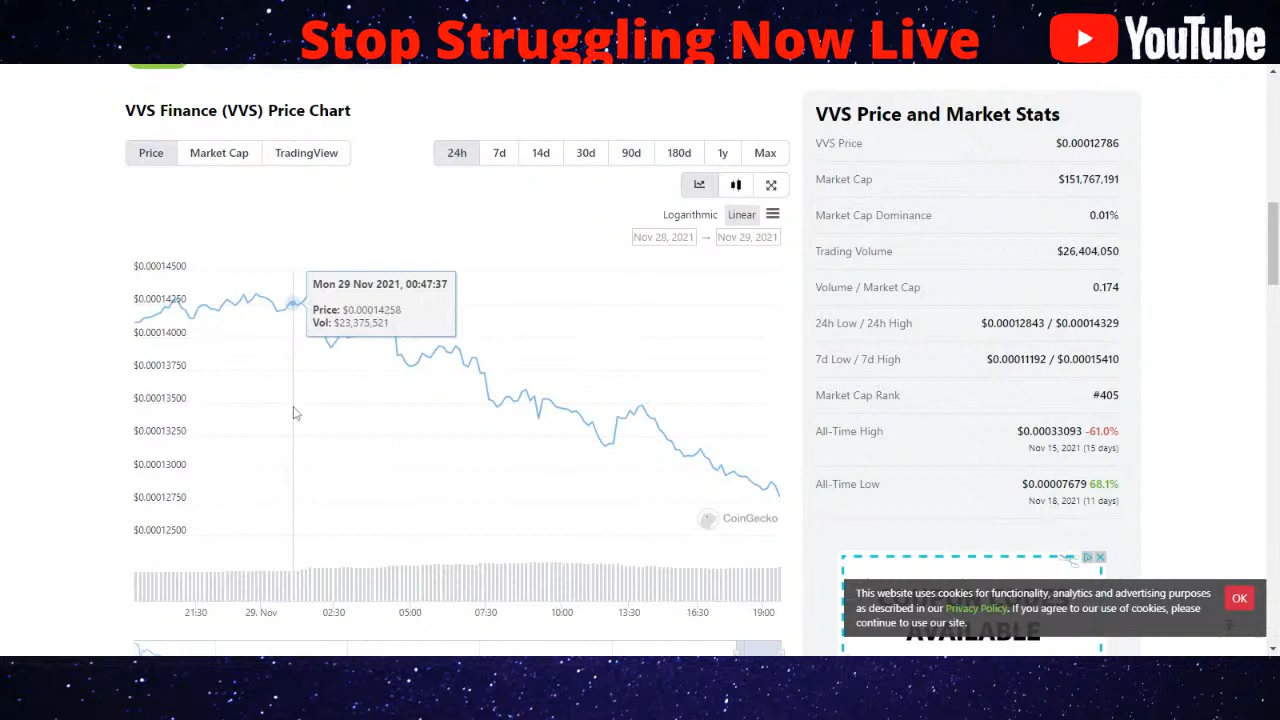 Stop Struggling Now Live
YouTube
VVS Finance (VVS) Price Chart
Price Market Cap TradingView
24h 7d 14d 30d 90d 180d 1y Max
Logarithmic Linear
Nov 28, 2021 → Nov 29, 2021
$0.00014500
$0.00014250
$0.00014000
$0.00013750
$0.00013500
$0.00013250
$0.00013000
$0.00012750
$0.00012500
Mon 29 Nov 2021, 00:47:37
Price: $0.00014258
Vol: $23,375,521
CoinGecko
21:30 29. Nov 02:30 05:00 07:30 10:00 13:30 16:30 19:00
VVS Price and Market Stats
VVS Price $0.00012786
Market Cap $151,767,191
Market Cap Dominance 0.01%
Trading Volume $26,404,050
Volume / Market Cap 0.174
24h Low / 24h High $0.00012843 / $0.00014329
7d Low / 7d High $0.00011192 / $0.00015410
Market Cap Rank #405
All-Time High $0.00033093 -61.0%
Nov 15, 2021 (15 days)
All-Time Low $0.00007679 68.1%
Nov 18, 2021 (11 days)
This website uses cookies for functionality, analytics and advertising purposes
as described in our Privacy Policy. If you agree to our use of cookies, please
continue to use our site.
OK
AVAILABLE